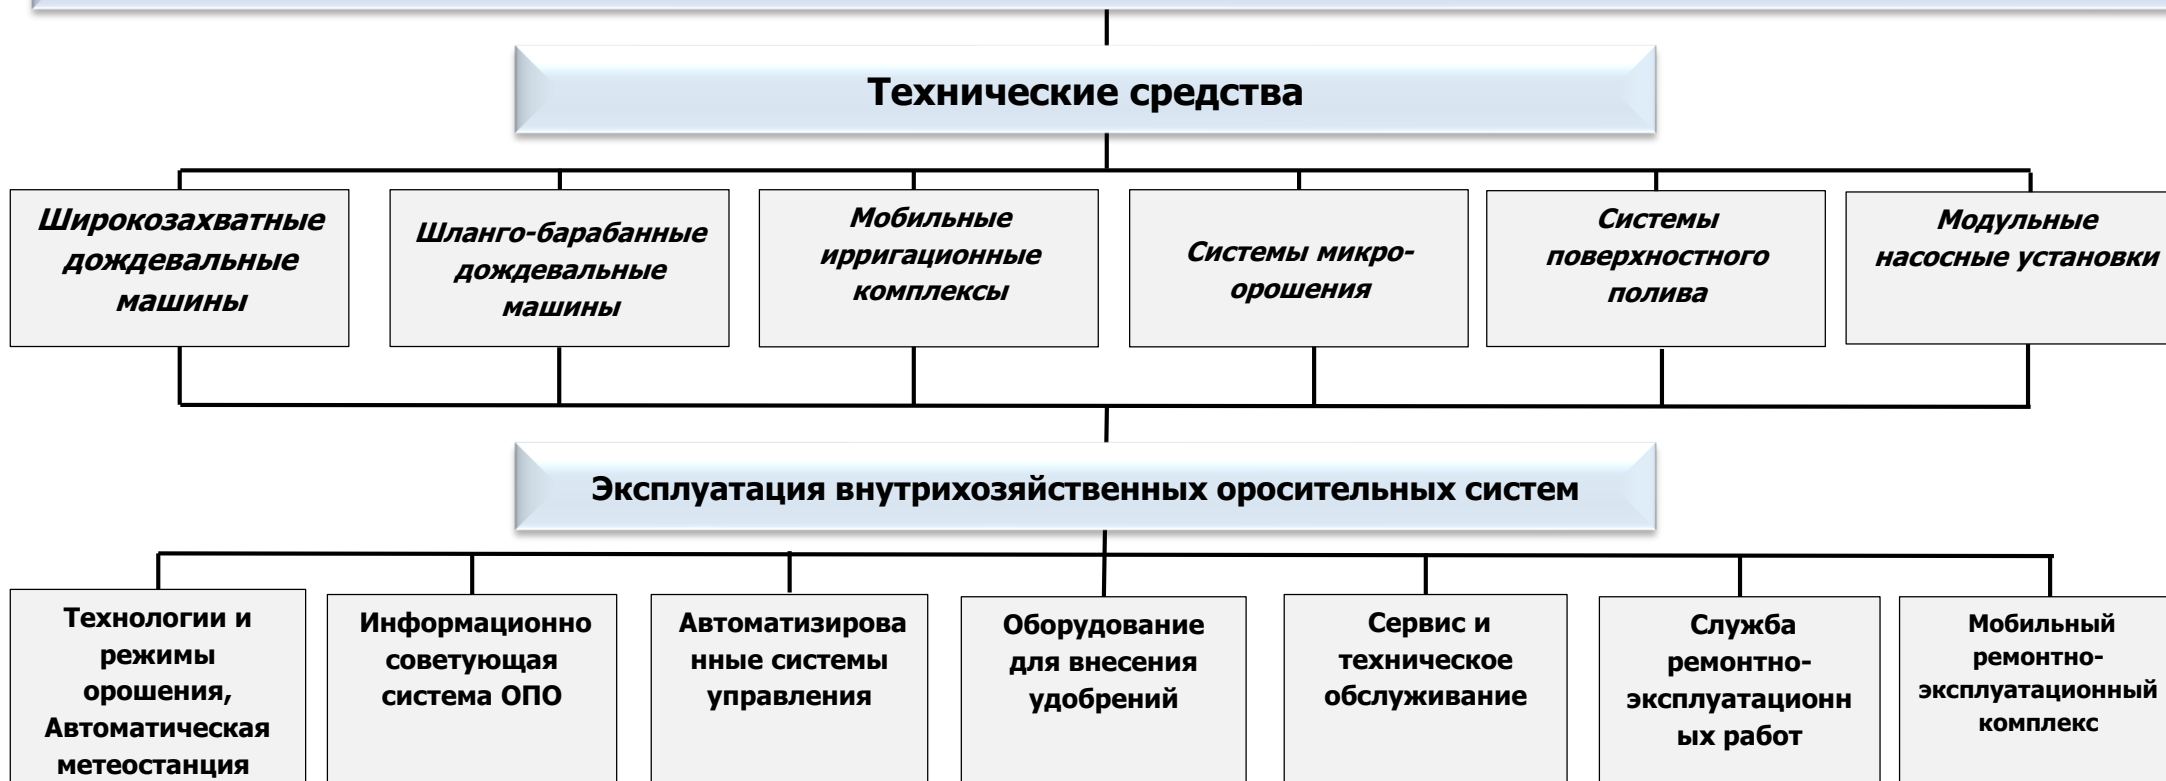 Технические средства
Широкозахватные
дождевальные
машины
Шланго-барабанные
дождевальные
машины
Мобильные
ирригационные
комплексы
Системы микро-
орошения
Системы
поверхностного
полива
Модульные
насосные установки
Эксплуатация внутрихозяйственных оросительных систем
Технологии и
режимы
орошения,
Автоматическая
метеостанция
Информационно
советующая
система ОПО
Автоматизирова
нные системы
управления
Оборудование
для внесения
удобрений
Сервис и
техническое
обслуживание
Служба
ремонтно-
эксплуатационн
ых работ
Мобильный
ремонтно-
эксплуатационный
комплекс